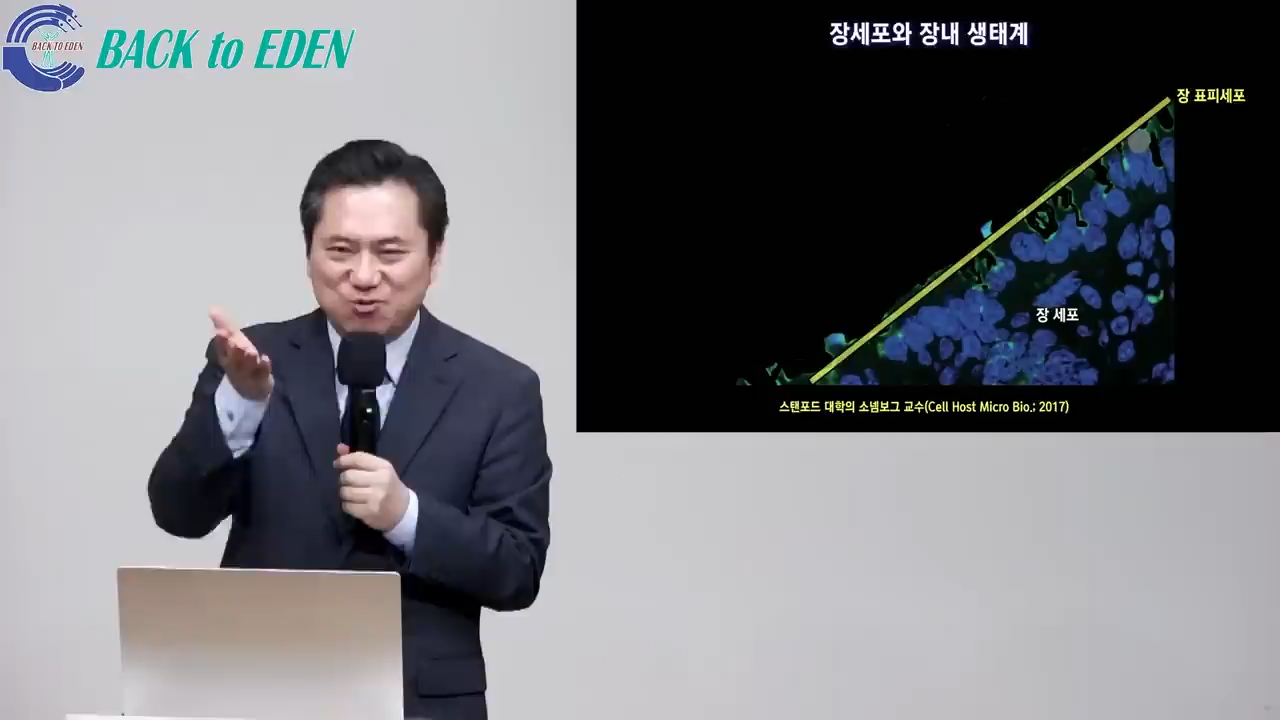 BACK TO EDEN
BACK to EDEN
장세포와 장내 생태계
장 표피세포
장 세포
스탠포드 대학의 소넴보그 교수(Cell Host Micro Bio.: 2017)